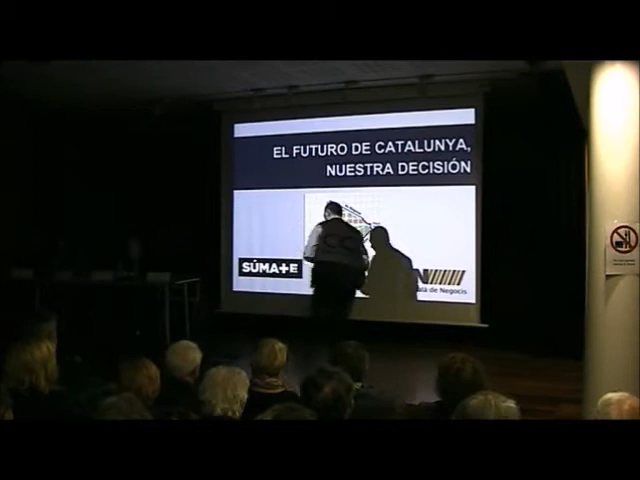 EL FUTURO DE CATALUNYA,
NUESTRA DECISIÓN
SÚMA+E
N
de Negocis